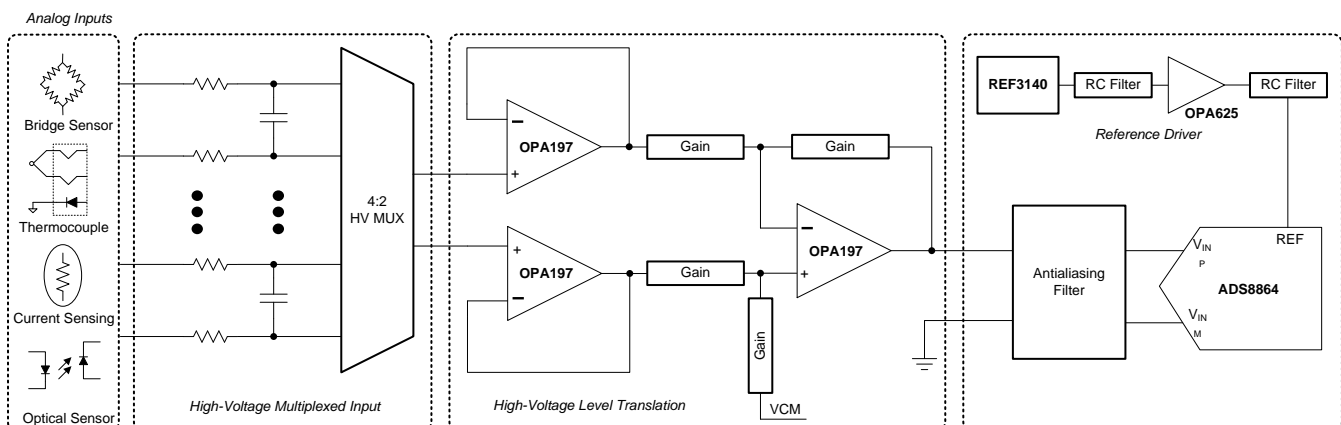 Analog Inputs
Bridge Sensor
Thermocouple
Current Sensing
Optical Sensor
4:2
HV MUX
High-Voltage Multiplexed Input
OPA197
OPA197
Gain
Gain
Gain
Gain
OPA197
VCM
High-Voltage Level Translation
REF3140
RC Filter
OPA625
RC Filter
Reference Driver
Antialiasing
Filter
VIN
P
VIN
M
REF
ADS8864